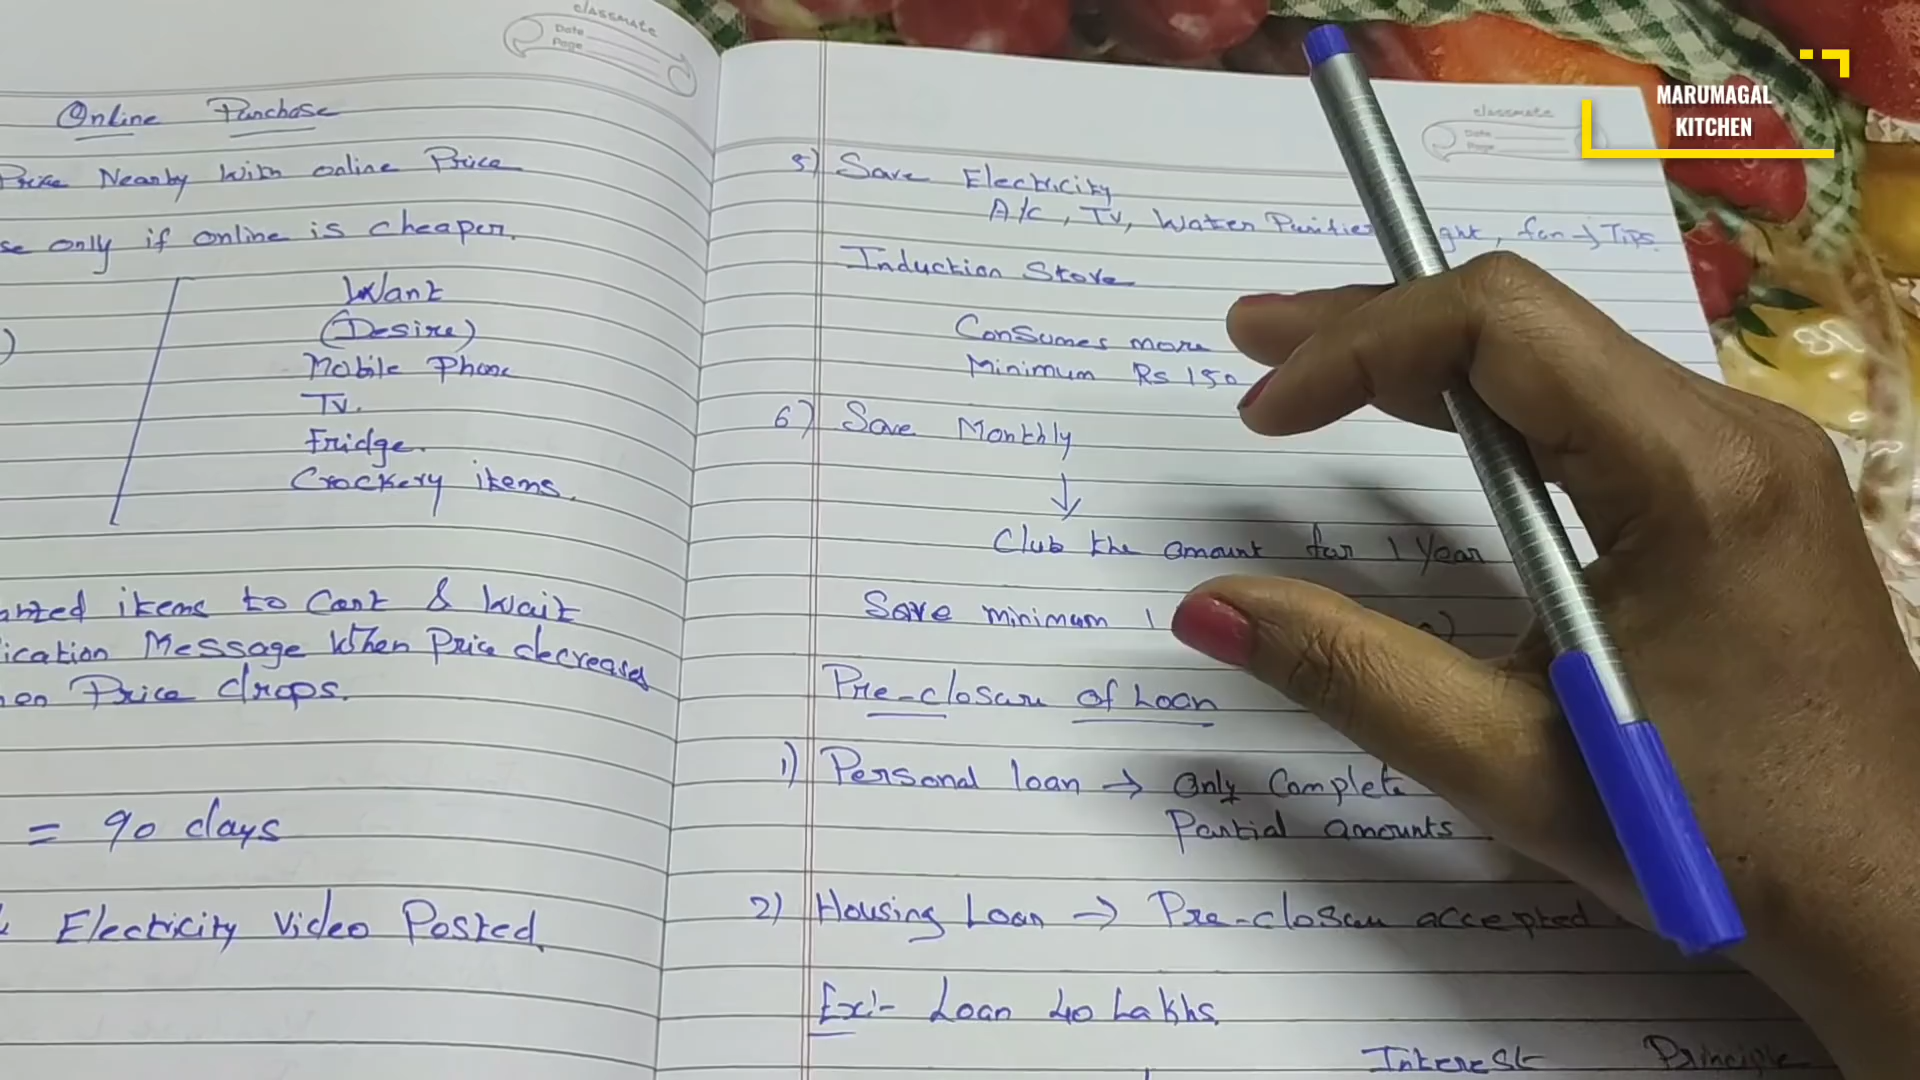 classmate
Date
Page
Online Purchase
Price Nearby With online Price
only if online is cheaper.
Want
(Desire)
Mobile Phone
TV.
Fridge.
Crockery items.
items to Cart & Wait
Message When Price decreases
Price drops.
= 90 days
Electricity Video Posted.
MARUMAGAL
KITCHEN
classmate
Date
Page
5) Save Electricity
A/c, TV, Water Purifier, fan → Tips.
Induction Stove
Consumes more
Minimum Rs 150
6) Save Monthly
↓
Club the amount for 1 Year
Save minimum 1
Pre-closure of Loan
1) Personal loan → Only Complete
Partial amounts
2) Housing Loan → Pre-closure accepted
Ex:- Loan 40 Lakhs.
Interest Principle